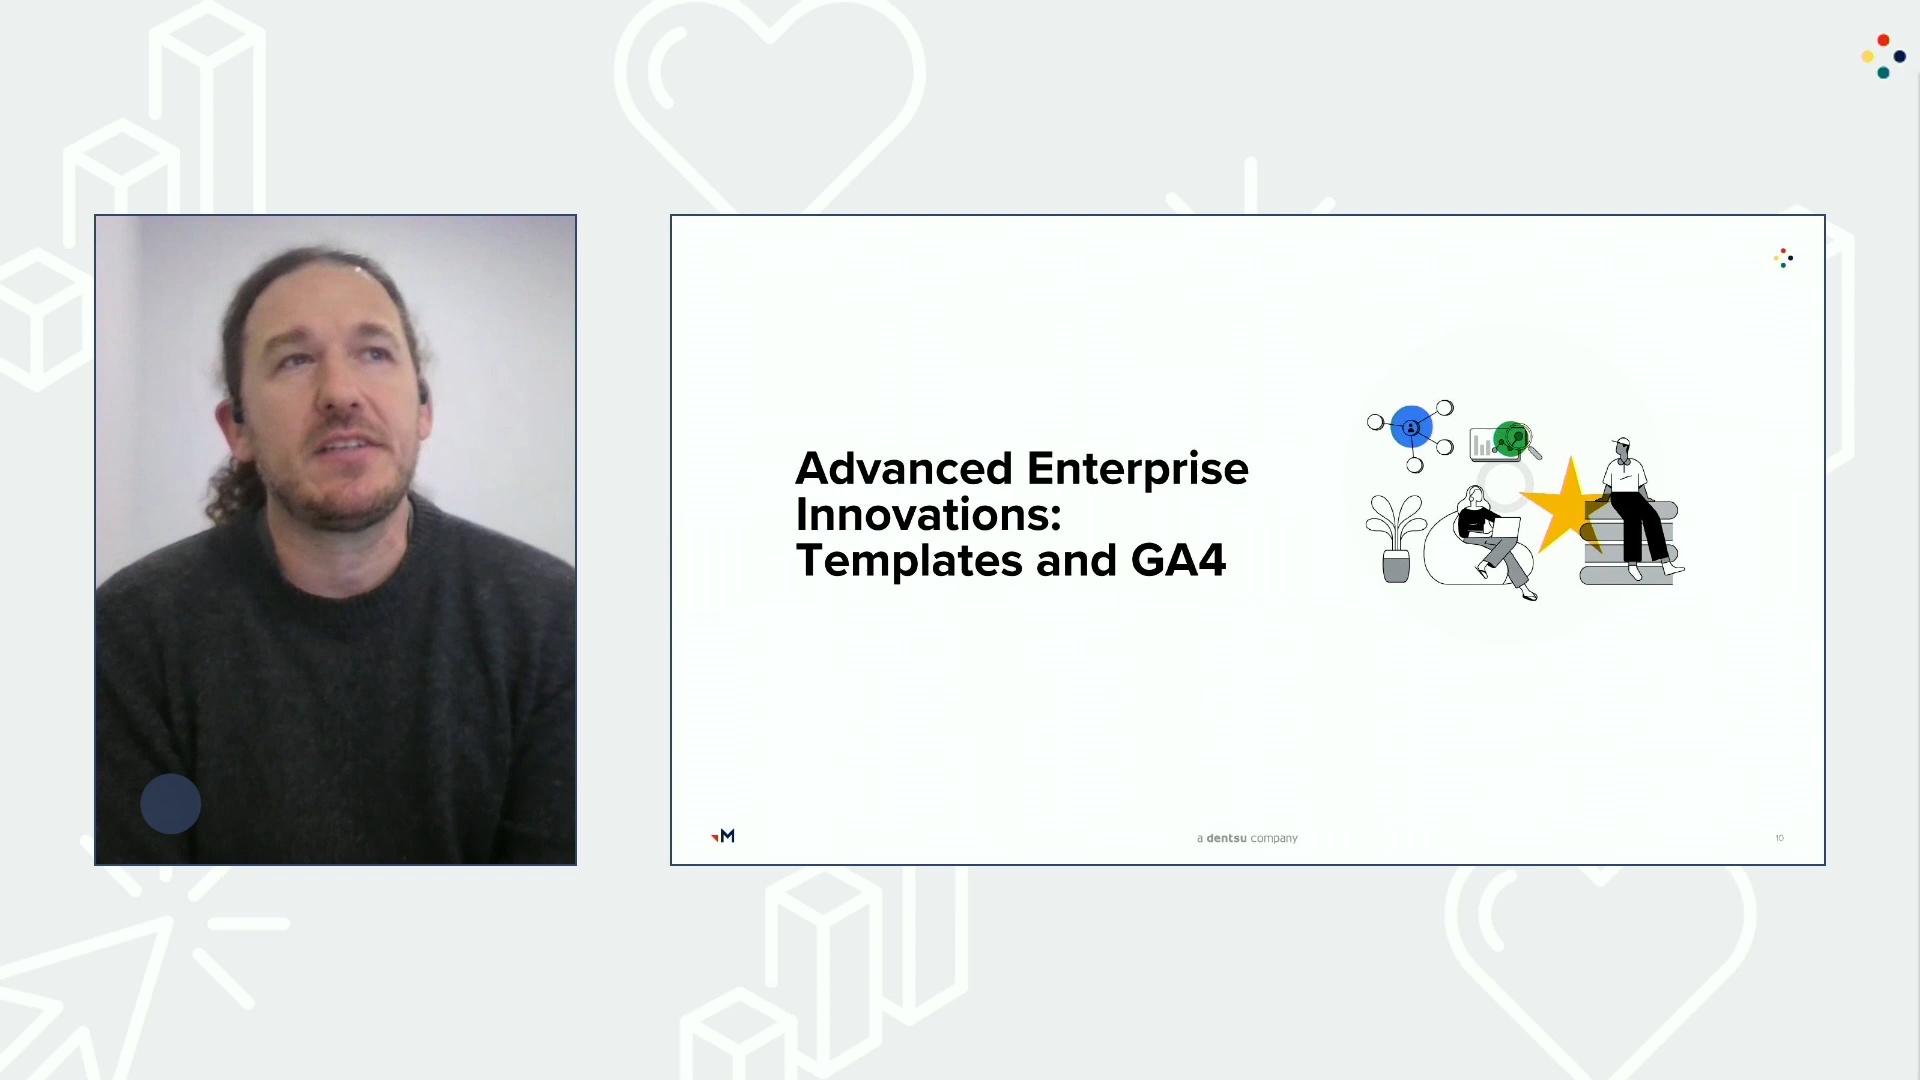 Advanced Enterprise
Innovations:
Templates and GA4
M
a dentsu company
10